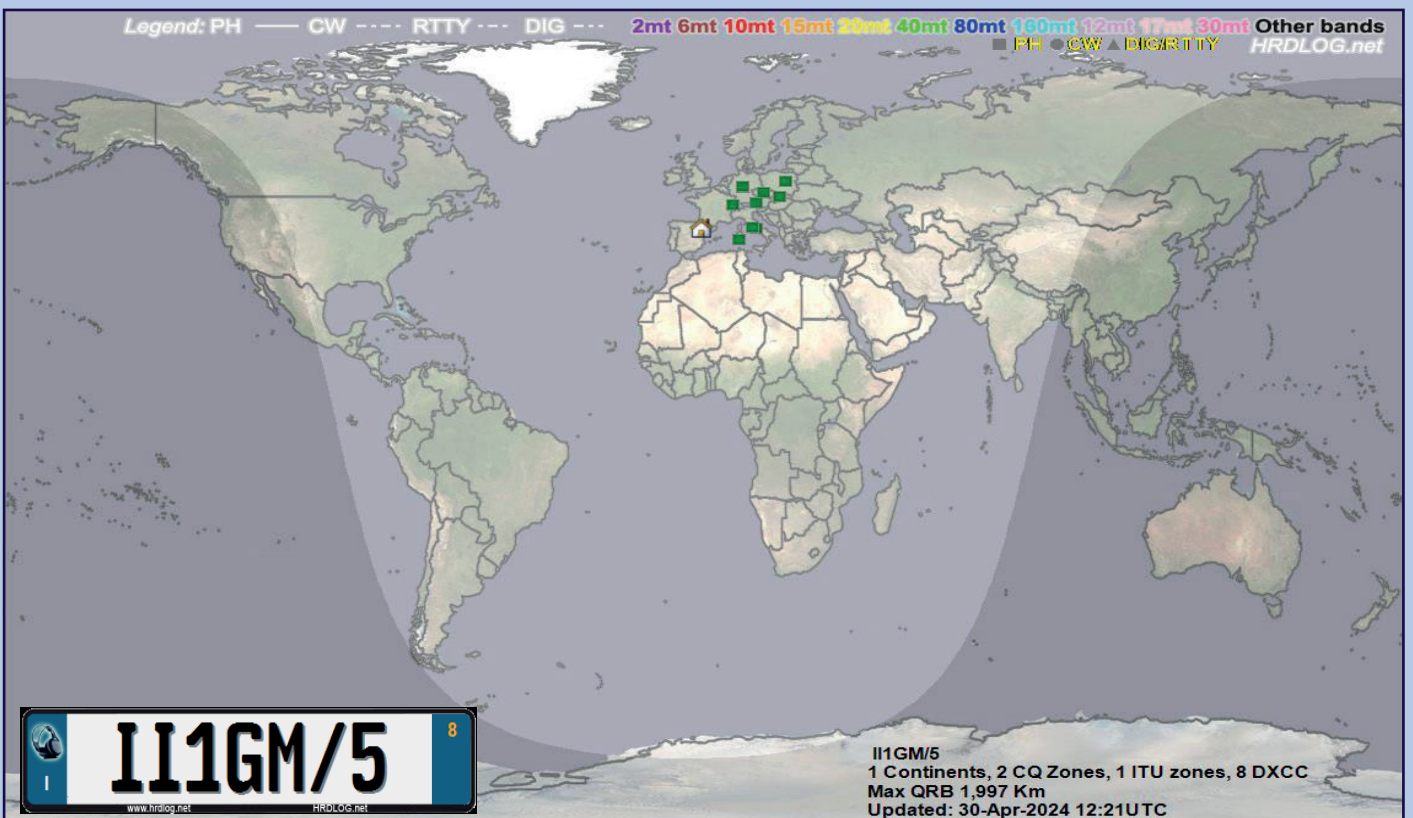 Legend: PH —— CW --·-- RTTY --·-- DIG --·--
2mt 6mt 10mt 15mt 20mt 40mt 80mt 160mt 12mt 17mt 30mt Other bands
■ PH ● CW ▲ DIG/RTTY HRDLOG.net
8
II1GM/5
I
www.hrdlog.net HRDLOG.net
II1GM/5
1 Continents, 2 CQ Zones, 1 ITU zones, 8 DXCC
Max QRB 1,997 Km
Updated: 30-Apr-2024 12:21UTC